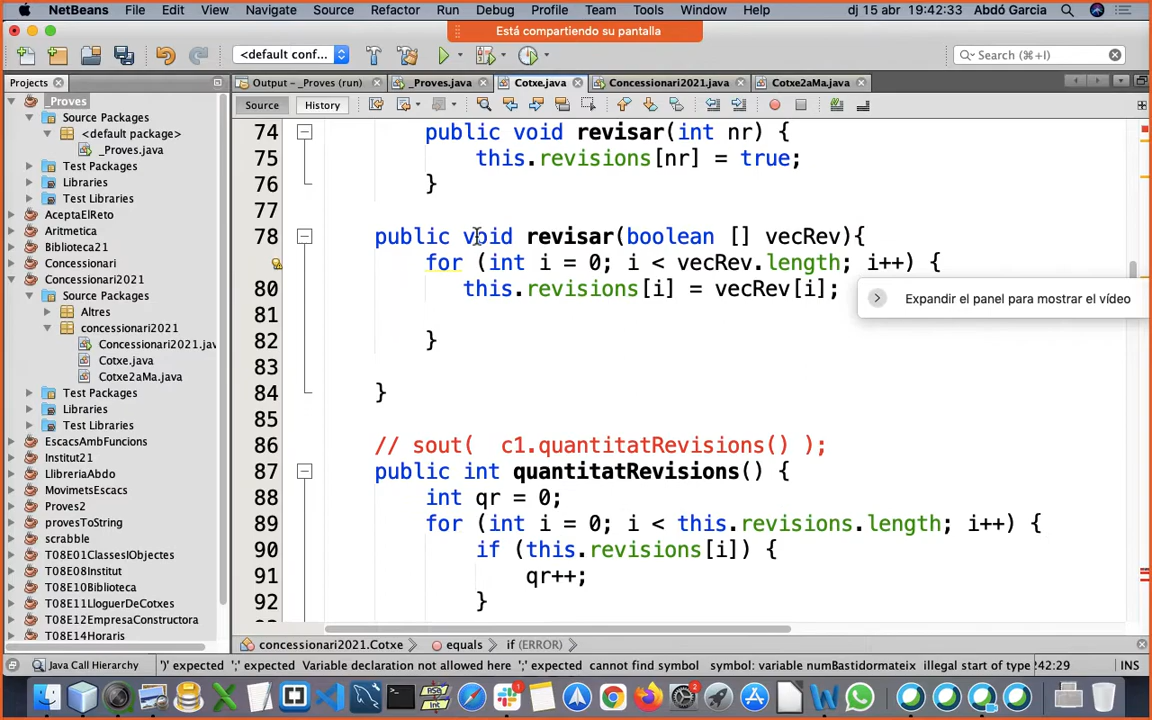 NetBeans File Edit View Navigate Source Refactor Run Debug Profile Team Tools Window Help dj 15 abr 19:42:33 Abdó Garcia
Está compartiendo su pantalla
<default conf... Search (⌘+I)
Projects Output - _Proves (run) _Proves.java Cotxe.java Concessionari2021.java Cotxe2aMa.java
Source History
_Proves
Source Packages
<default package>
_Proves.java
Test Packages
Libraries
Test Libraries
AceptaElReto
Aritmetica
Biblioteca21
Concessionari
Concessionari2021
Source Packages
Altres
concessionari2021
Concessionari2021.jav
Cotxe.java
Cotxe2aMa.java
Test Packages
Libraries
Test Libraries
EscacsAmbFuncions
Institut21
LlibreriaAbdo
MovimetsEscacs
Proves2
provesToString
scrabble
T08E01ClassesIObjectes
T08E08Institut
T08E10Biblioteca
T08E11LloguerDeCotxes
T08E12EmpresaConstructora
T08E14Horaris
74 public void revisar(int nr) {
75 this.revisions[nr] = true;
76 }
77
78 public void revisar(boolean [] vecRev){
for (int i = 0; i < vecRev.length; i++) {
80 this.revisions[i] = vecRev[i];
81
82 }
83
84 }
85
86 // sout( c1.quantitatRevisions() );
87 public int quantitatRevisions() {
88 int qr = 0;
89 for (int i = 0; i < this.revisions.length; i++) {
90 if (this.revisions[i]) {
91 qr++;
92 }
Expandir el panel para mostrar el vídeo
concessionari2021.Cotxe equals if (ERROR)
Java Call Hierarchy ')' expected ';' expected Variable declaration not allowed here ';' expected cannot find symbol symbol: variable numBastidormateix illegal start of type 242:29 INS